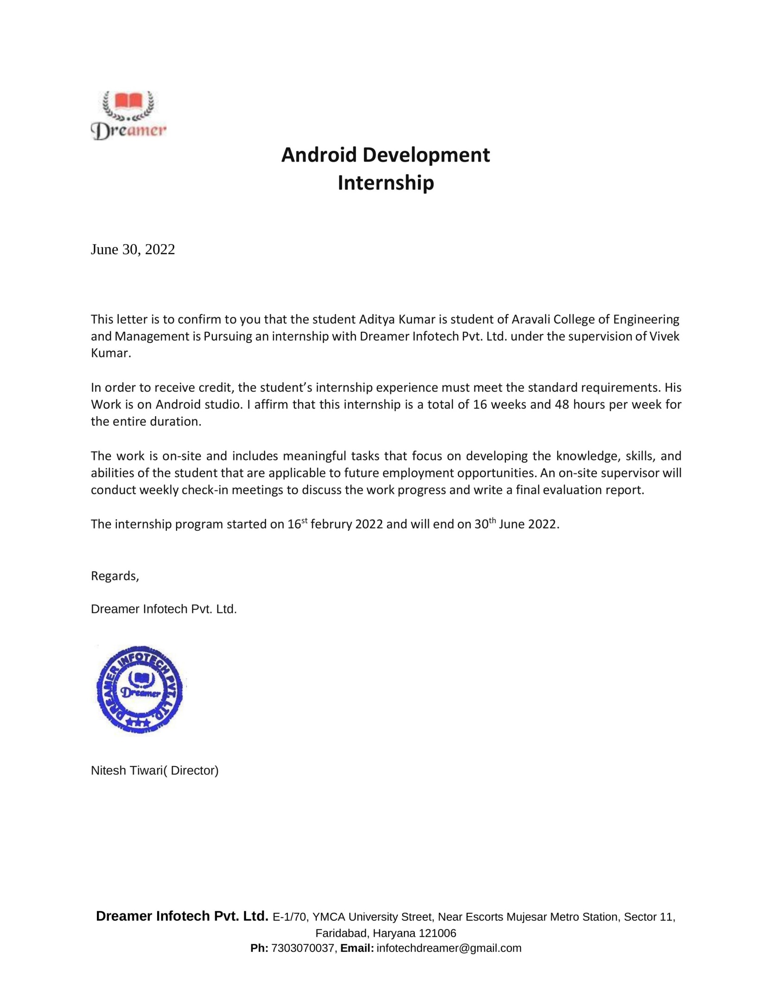 Dreamer
Android Development
Internship
June 30, 2022
This letter is to confirm to you that the student Aditya Kumar is student of Aravali College of Engineering
and Management is Pursuing an internship with Dreamer Infotech Pvt. Ltd. under the supervision of Vivek
Kumar.
In order to receive credit, the student’s internship experience must meet the standard requirements. His
Work is on Android studio. I affirm that this internship is a total of 16 weeks and 48 hours per week for
the entire duration.
The work is on-site and includes meaningful tasks that focus on developing the knowledge, skills, and
abilities of the student that are applicable to future employment opportunities. An on-site supervisor will
conduct weekly check-in meetings to discuss the work progress and write a final evaluation report.
The internship program started on 16st februry 2022 and will end on 30th June 2022.
Regards,
Dreamer Infotech Pvt. Ltd.
DREAMER INFOTECH PVT. LTD.
Dreamer
Nitesh Tiwari( Director)
Dreamer Infotech Pvt. Ltd. E-1/70, YMCA University Street, Near Escorts Mujesar Metro Station, Sector 11,
Faridabad, Haryana 121006
Ph: 7303070037, Email: infotechdreamer@gmail.com